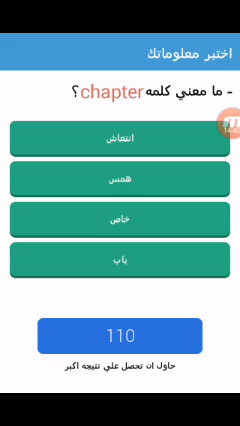 اختبر معلوماتك
- ما معني كلمه chapter ؟
انتعاش
همس
خاص
باب
110
حاول ان تحصل علي نتيجه اكبر